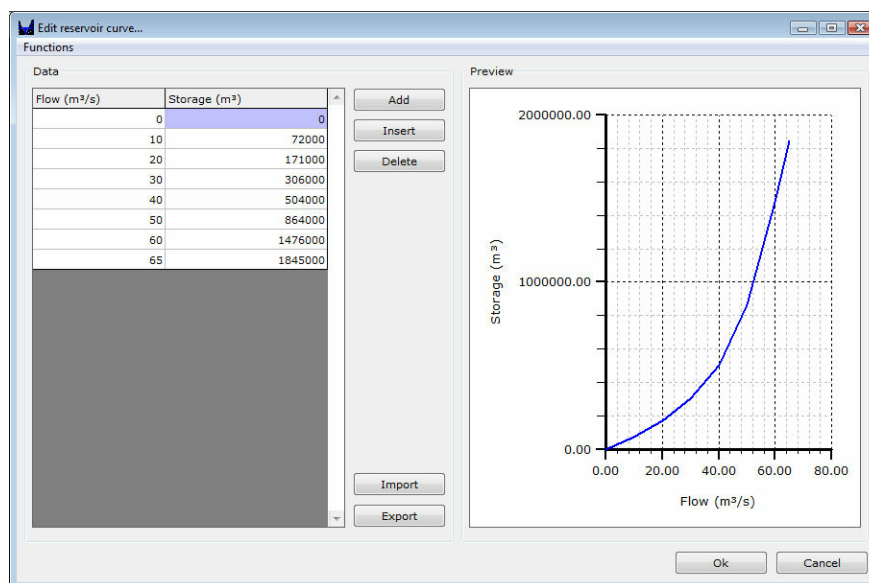 Edit reservoir curve...
Functions
Data
Flow (m³/s) Storage (m³)
0 0
10 72000
20 171000
30 306000
40 504000
50 864000
60 1476000
65 1845000
Add
Insert
Delete
Import
Export
Preview
2000000.00
1000000.00
0.00
Storage (m³)
0.00 20.00 40.00 60.00 80.00
Flow (m³/s)
Ok Cancel